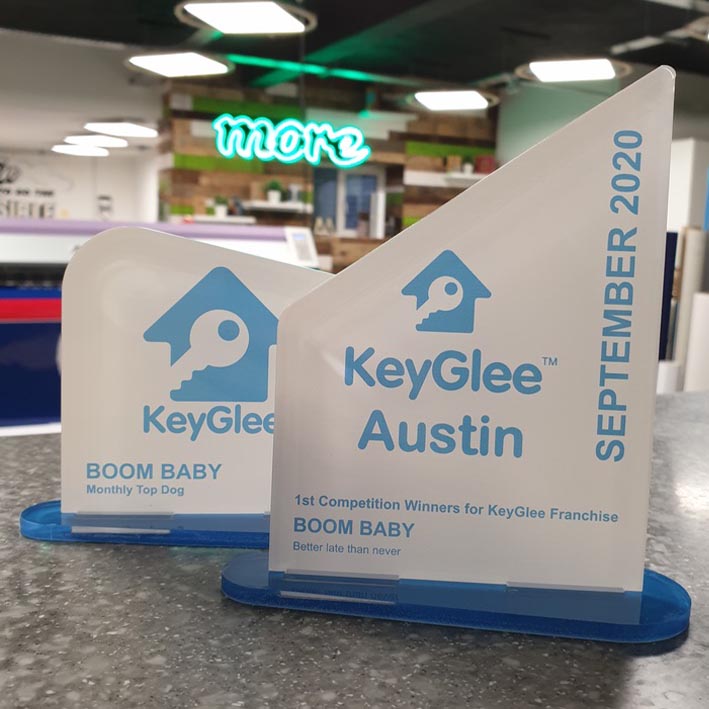 more
KeyGlee
BOOM BABY
Monthly Top Dog
KeyGlee™
Austin
SEPTEMBER 2020
1st Competition Winners for KeyGlee Franchise
BOOM BABY
Better late than never